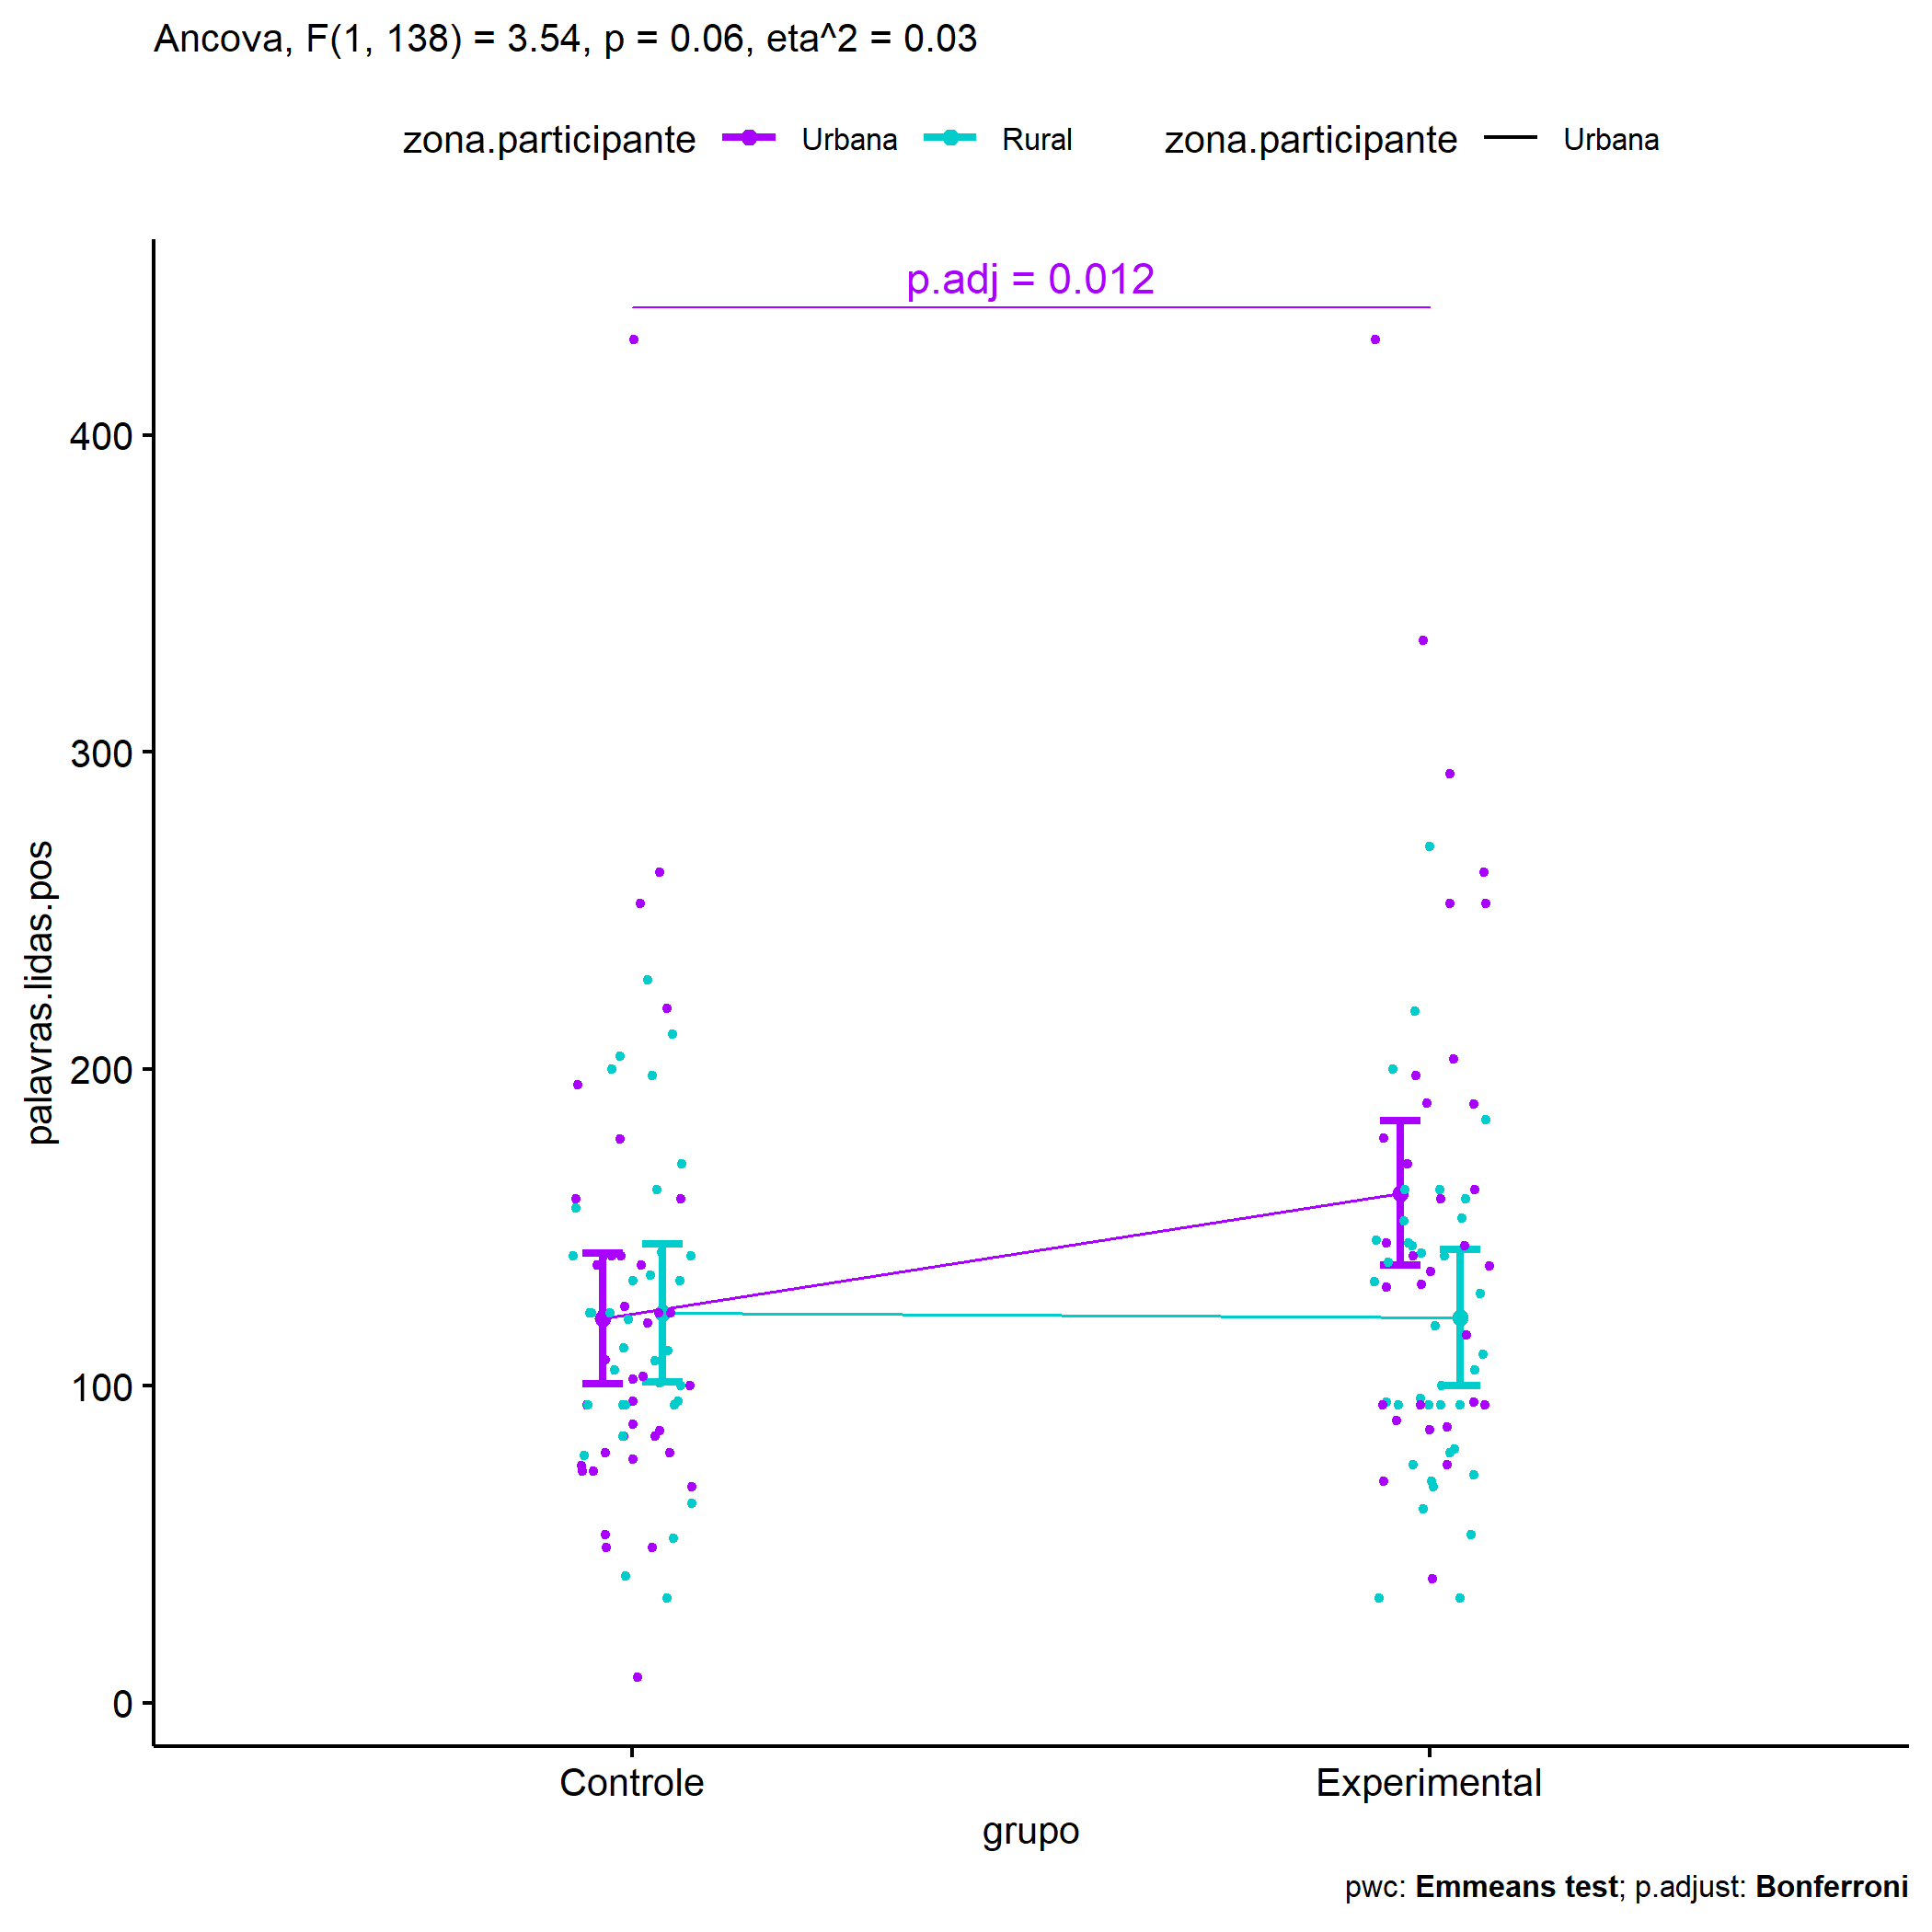 Ancova, F(1, 138) = 3.54, p = 0.06, eta^2 = 0.03
zona.participante Urbana Rural zona.participante Urbana
p.adj = 0.012
400
300
200
100
0
palavras.lidas.pos
Controle Experimental
grupo
pwc: Emmeans test; p.adjust: Bonferroni